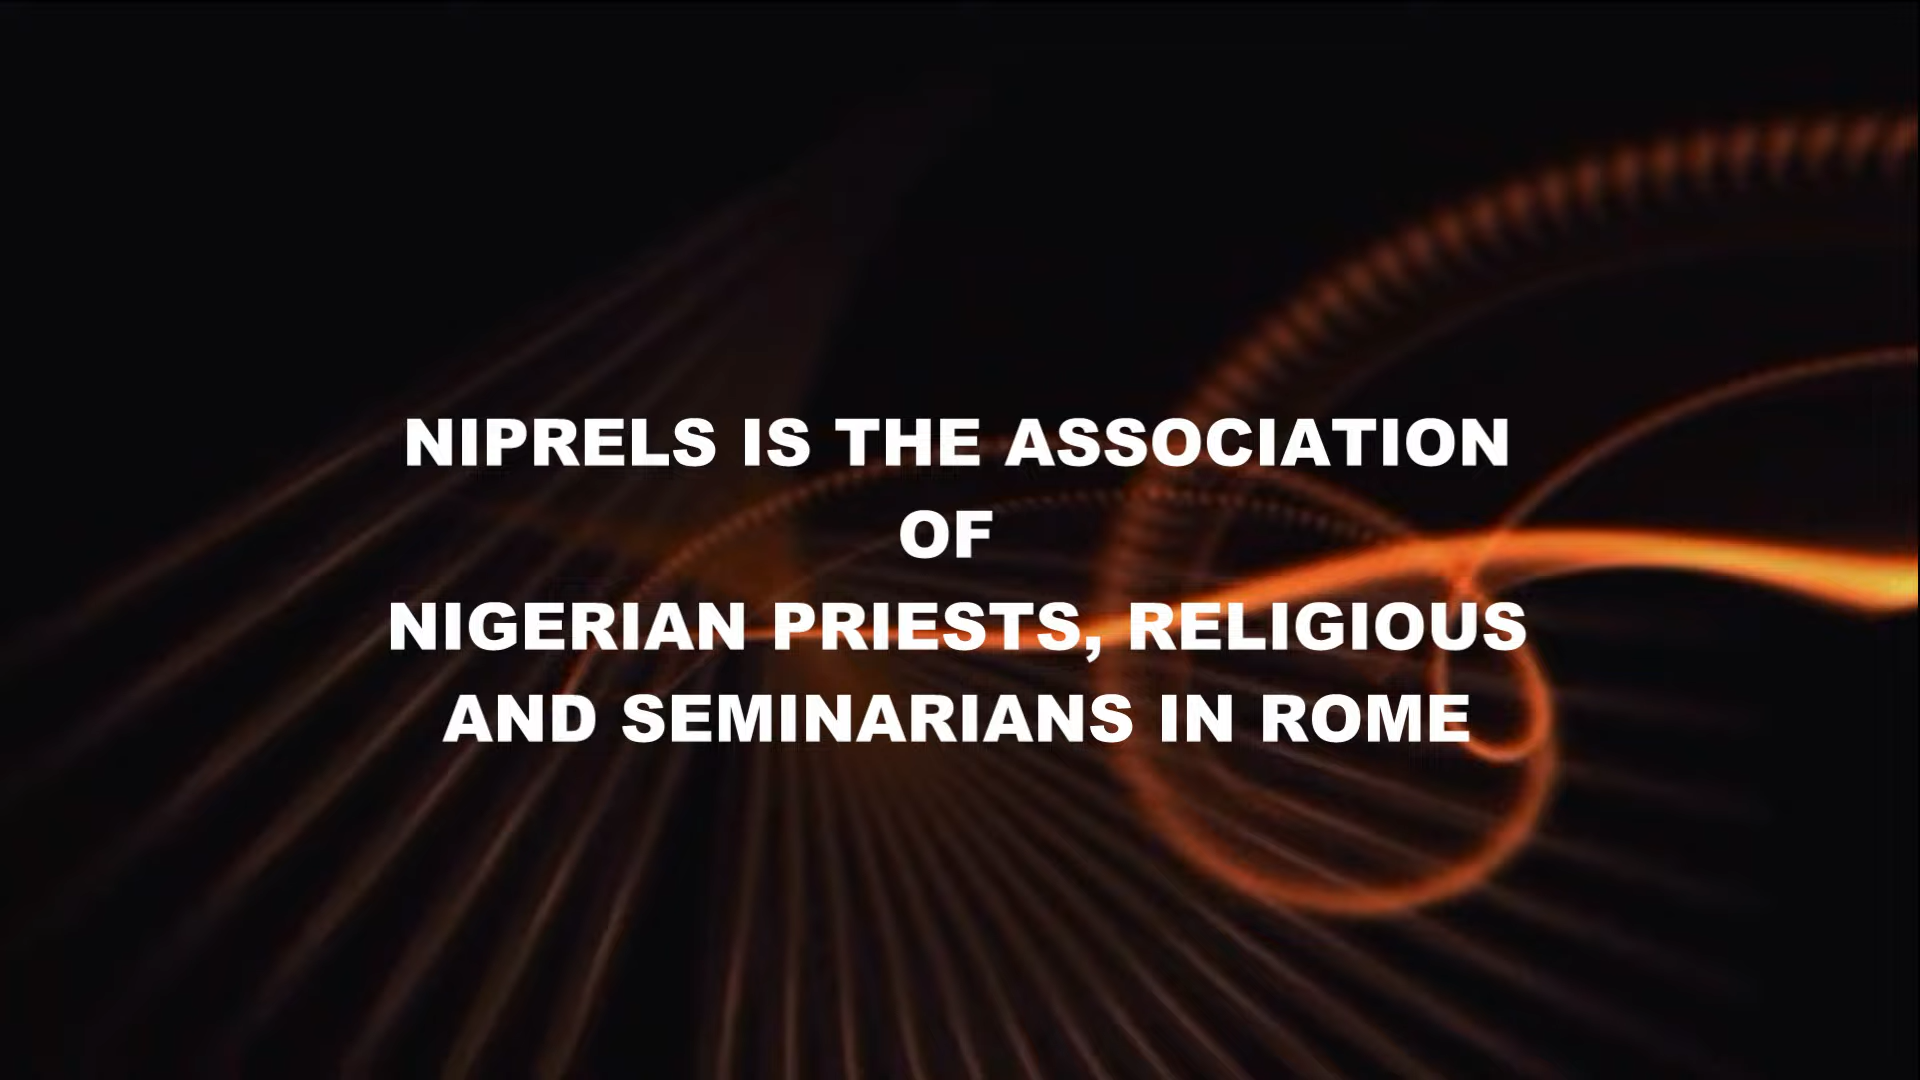 NIPRELS IS THE ASSOCIATION
OF
NIGERIAN PRIESTS, RELIGIOUS
AND SEMINARIANS IN ROME